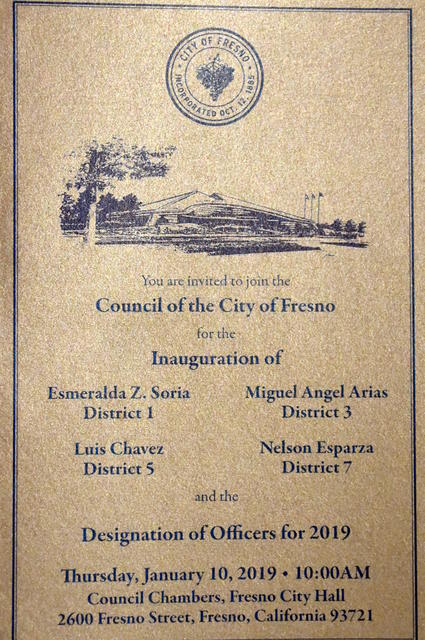 CITY OF FRESNO
INCORPORATED OCT. 12, 1885
You are invited to join the
Council of the City of Fresno
for the
Inauguration of
Esmeralda Z. Soria
District 1
Miguel Angel Arias
District 3
Luis Chavez
District 5
Nelson Esparza
District 7
and the
Designation of Officers for 2019
Thursday, January 10, 2019 • 10:00AM
Council Chambers, Fresno City Hall
2600 Fresno Street, Fresno, California 93721